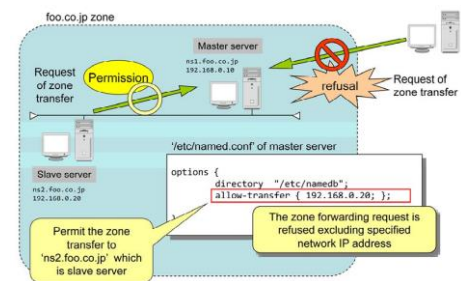 foo.co.jp zone
Master server
ns1.foo.co.jp
192.168.0.10
Request
of zone
transfer
Permission
refusal
Request of
zone transfer
Slave server
ns2.foo.co.jp
192.168.0.20
'/etc/named.conf' of master server
options {
directory "/etc/namedb";
allow-transfer { 192.168.0.20; };
}
Permit the zone
transfer to
'ns2.foo.co.jp' which
is slave server
The zone forwarding request is
refused excluding specified
network IP address